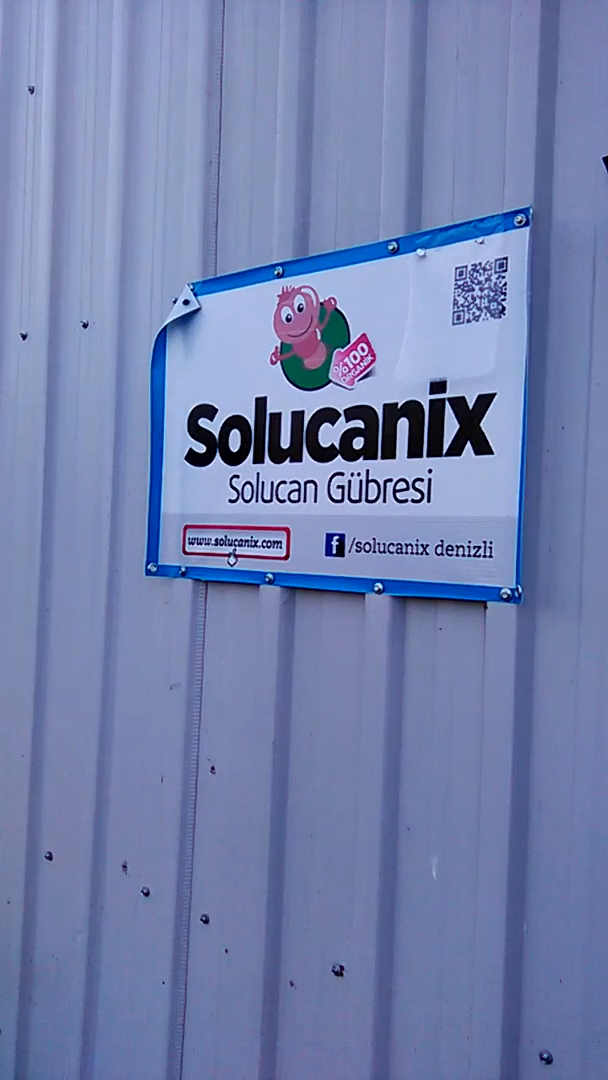 %100
ORGANİK
Solucanix
Solucan Gübresi
www.solucanix.com
f /solucanix denizli